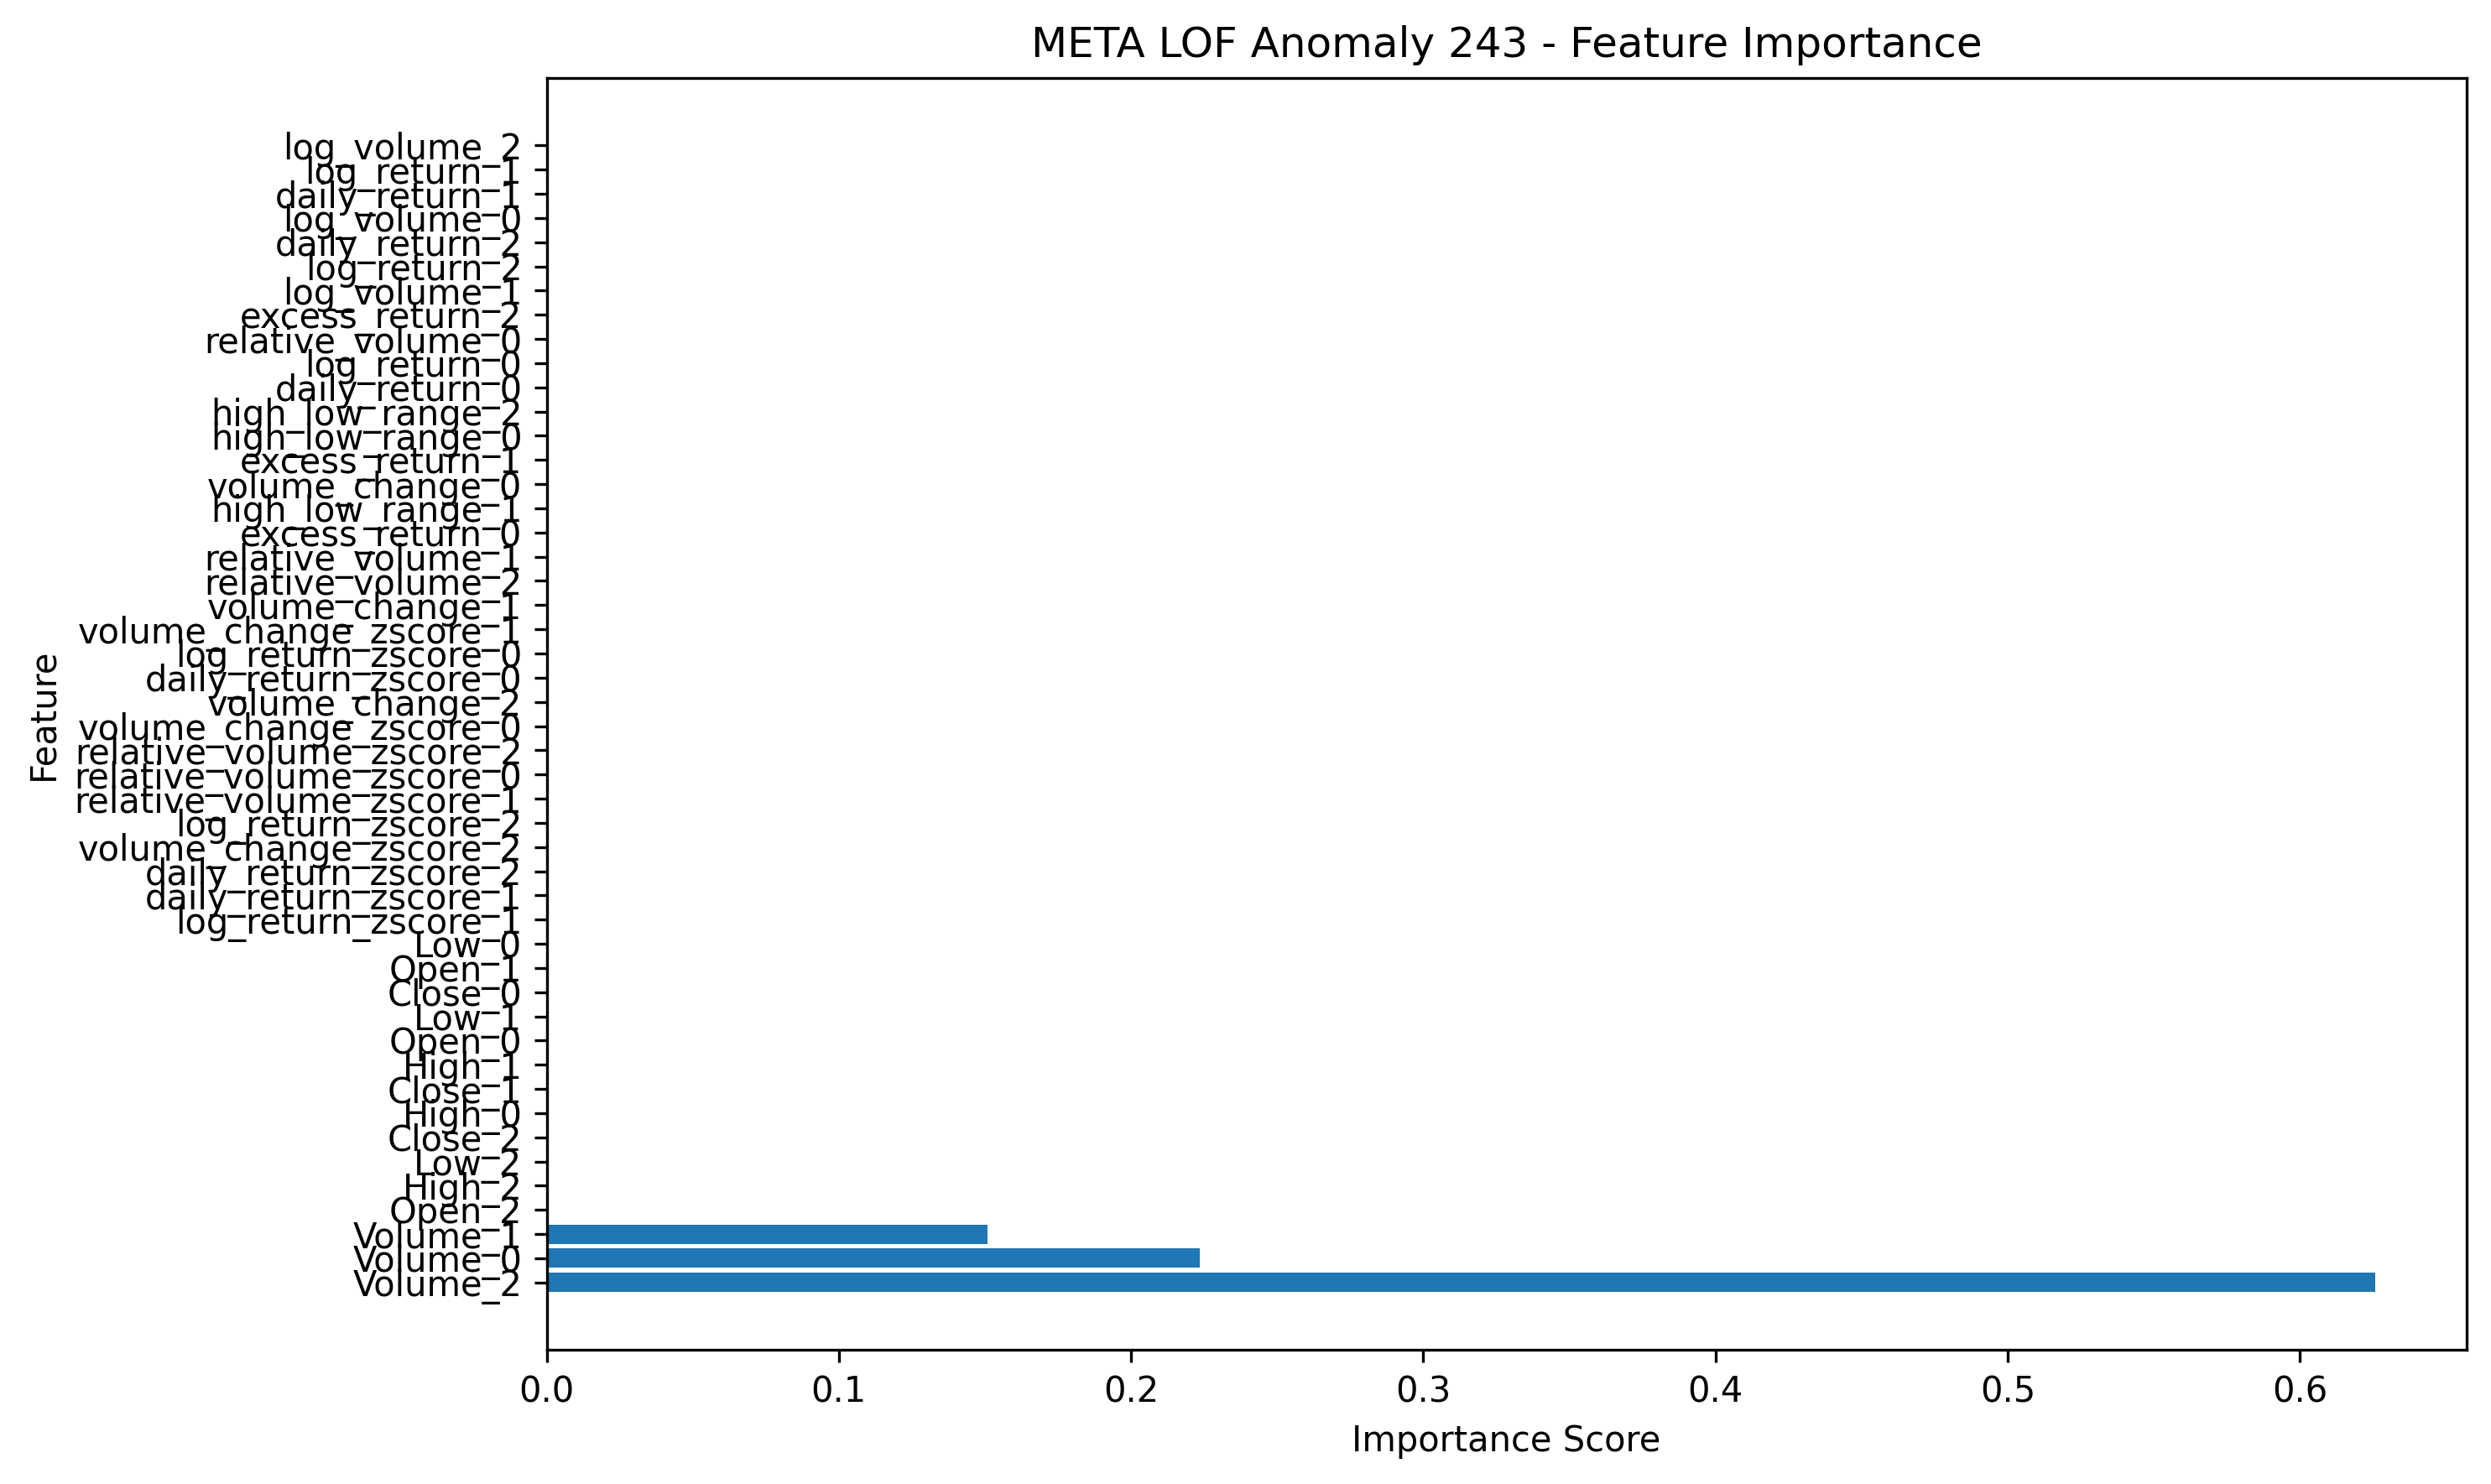 META LOF Anomaly 243 - Feature Importance
log_volume_2
log_return_1
daily_return_1
log_volume_0
daily_return_2
log_return_2
log_volume_1
excess_return_2
relative_volume_0
log_return_0
daily_return_0
high_low_range_2
high_low_range_0
excess_return_1
volume_change_0
high_low_range_1
excess_return_0
relative_volume_1
relative_volume_2
volume_change_1
volume_change_zscore_1
log_return_zscore_0
daily_return_zscore_0
volume_change_2
volume_change_zscore_0
relative_volume_zscore_2
relative_volume_zscore_0
relative_volume_zscore_1
log_return_zscore_2
volume_change_zscore_2
daily_return_zscore_2
daily_return_zscore_1
log_return_zscore_1
Low_0
Open_1
Close_0
Low_1
Open_0
High_1
Close_1
High_0
Close_2
Low_2
High_2
Open_2
Volume_1
Volume_0
Volume_2
Feature
0.0 0.1 0.2 0.3 0.4 0.5 0.6
Importance Score